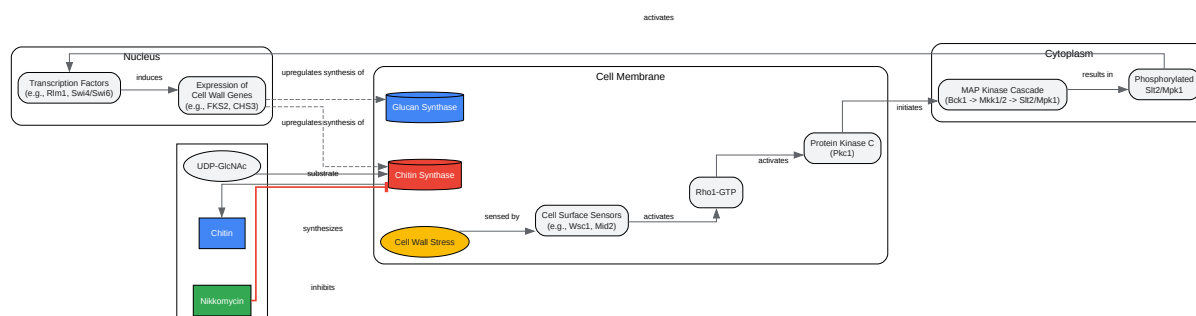 activates
Nucleus
Cytoplasm
Cell Membrane
Transcription Factors
(e.g., Rlm1, Swi4/Swi6)
induces
Expression of
Cell Wall Genes
(e.g., FKS2, CHS3)
upregulates synthesis of
upregulates synthesis of
Glucan Synthase
MAP Kinase Cascade
(Bck1 -> Mkk1/2 -> Slt2/Mpk1)
results in
Phosphorylated
Slt2/Mpk1
initiates
Protein Kinase C
(Pkc1)
activates
UDP-GlcNAc
substrate
Chitin Synthase
Rho1-GTP
Chitin
synthesizes
Cell Wall Stress
sensed by
Cell Surface Sensors
(e.g., Wsc1, Mid2)
activates
Nikkomycin
inhibits